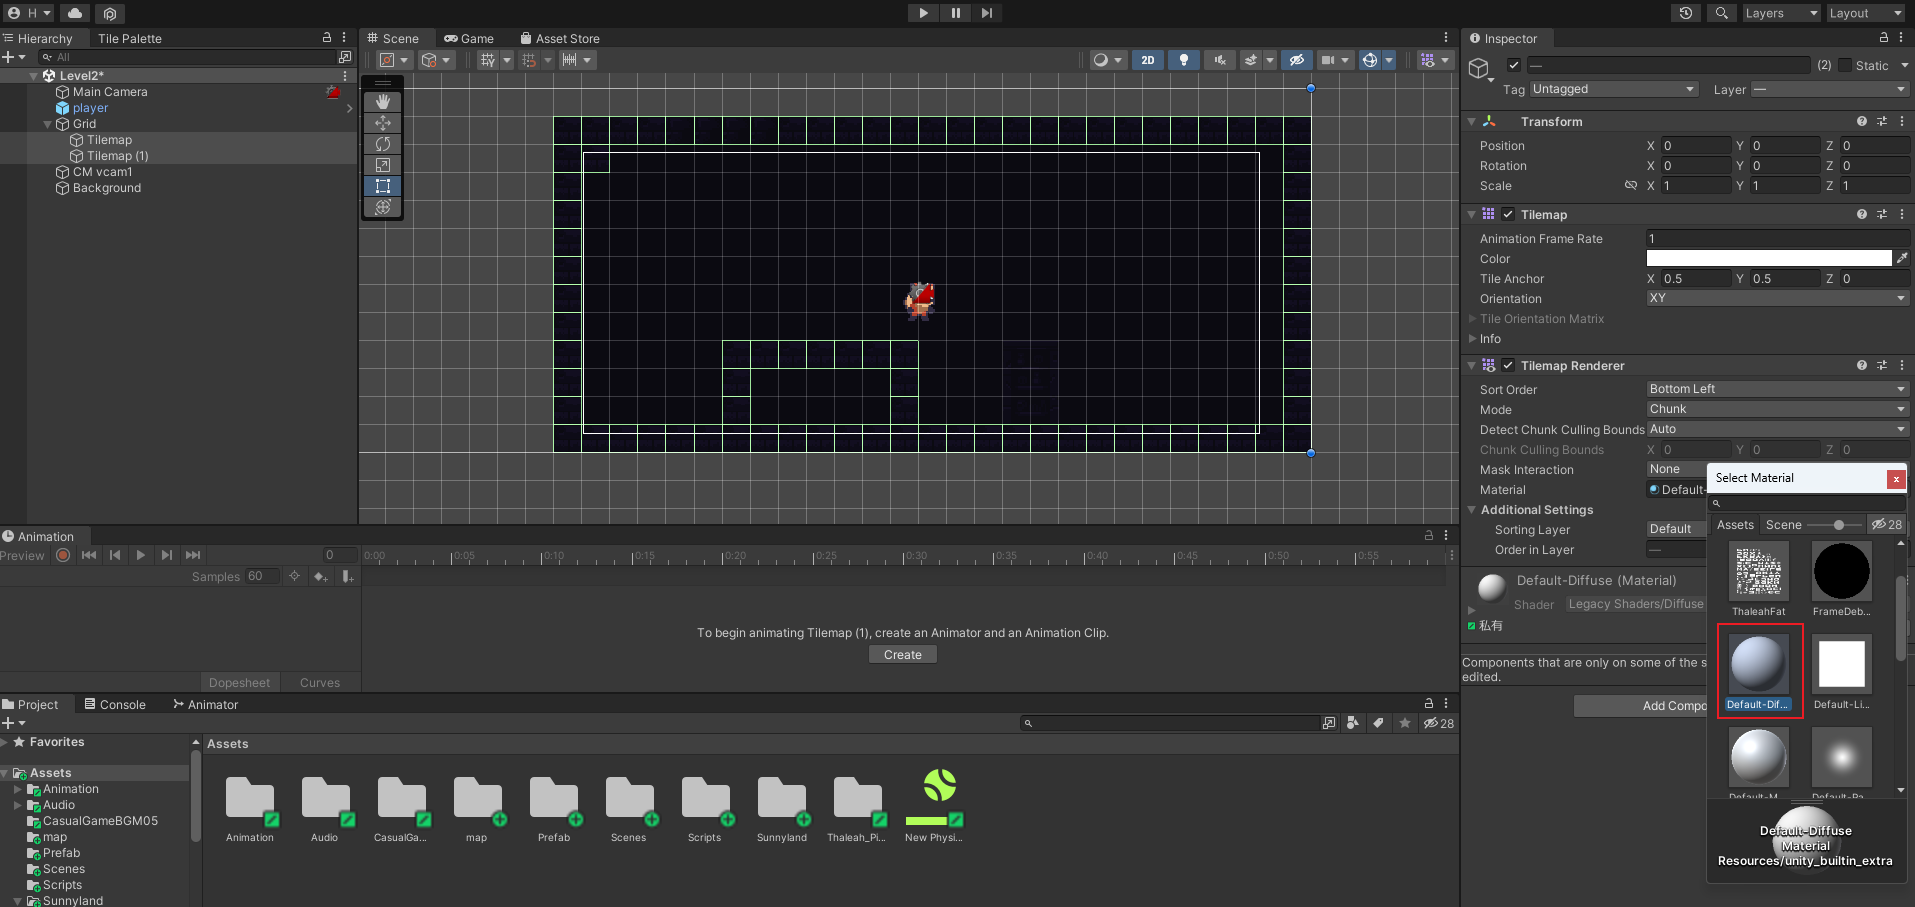 H
Layers
Layout
Hierarchy
Tile Palette
All
Level2*
Main Camera
player
Grid
Tilemap
Tilemap (1)
CM vcam1
Background
Scene
Game
Asset Store
2D
Inspector
—
(2)
Static
Tag
Untagged
Layer
—
Transform
Position
X 0
Y 0
Z 0
Rotation
X 0
Y 0
Z 0
Scale
X 1
Y 1
Z 1
Tilemap
Animation Frame Rate
1
Color
Tile Anchor
X 0.5
Y 0.5
Z 0
Orientation
XY
Tile Orientation Matrix
Info
Tilemap Renderer
Sort Order
Bottom Left
Mode
Chunk
Detect Chunk Culling Bounds
Auto
Chunk Culling Bounds
X 0
Y 0
Z 0
Mask Interaction
None
Material
Default-
Additional Settings
Sorting Layer
Default
Order in Layer
—
Default-Diffuse (Material)
Shader
Legacy Shaders/Diffuse
私有
Components that are only on some of the s
edited.
Add Compo
Select Material
x
Assets
Scene
28
ThaleahFat
FrameDeb...
Default-Dif...
Default-Li...
Default-M...
Default-Pa...
Default-Diffuse
Material
Resources/unity_builtin_extra
Animation
Preview
0
Samples 60
0:00
0:05
0:10
0:15
0:20
0:25
0:30
0:35
0:40
0:45
0:50
0:55
To begin animating Tilemap (1), create an Animator and an Animation Clip.
Create
Dopesheet
Curves
Project
Console
Animator
28
Favorites
Assets
Animation
Audio
CasualGameBGM05
map
Prefab
Scenes
Scripts
Sunnyland
Assets
Animation
Audio
CasualGa...
map
Prefab
Scenes
Scripts
Sunnyland
Thaleah_Pi...
New Physi...